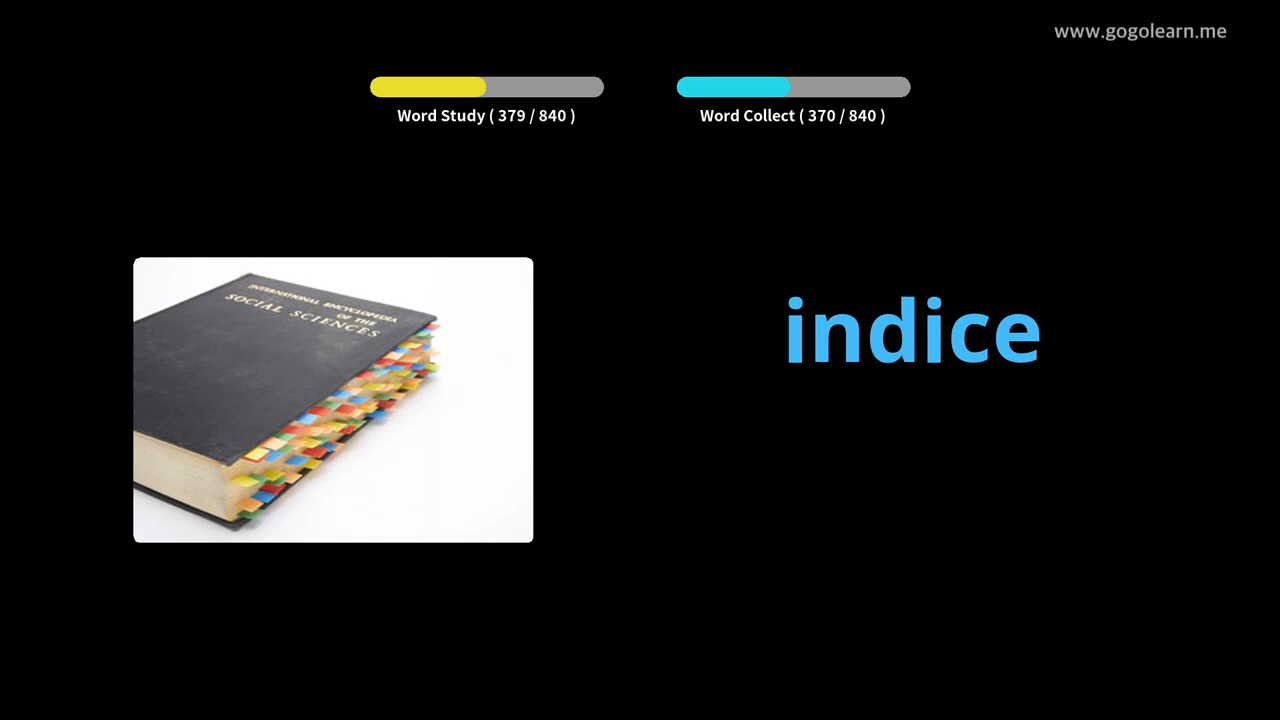 www.gogolearn.me
Word Study ( 379 / 840 )
Word Collect ( 370 / 840 )
INTERNATIONAL ENCYCLOPEDIA
OF THE
SOCIAL SCIENCES
indice